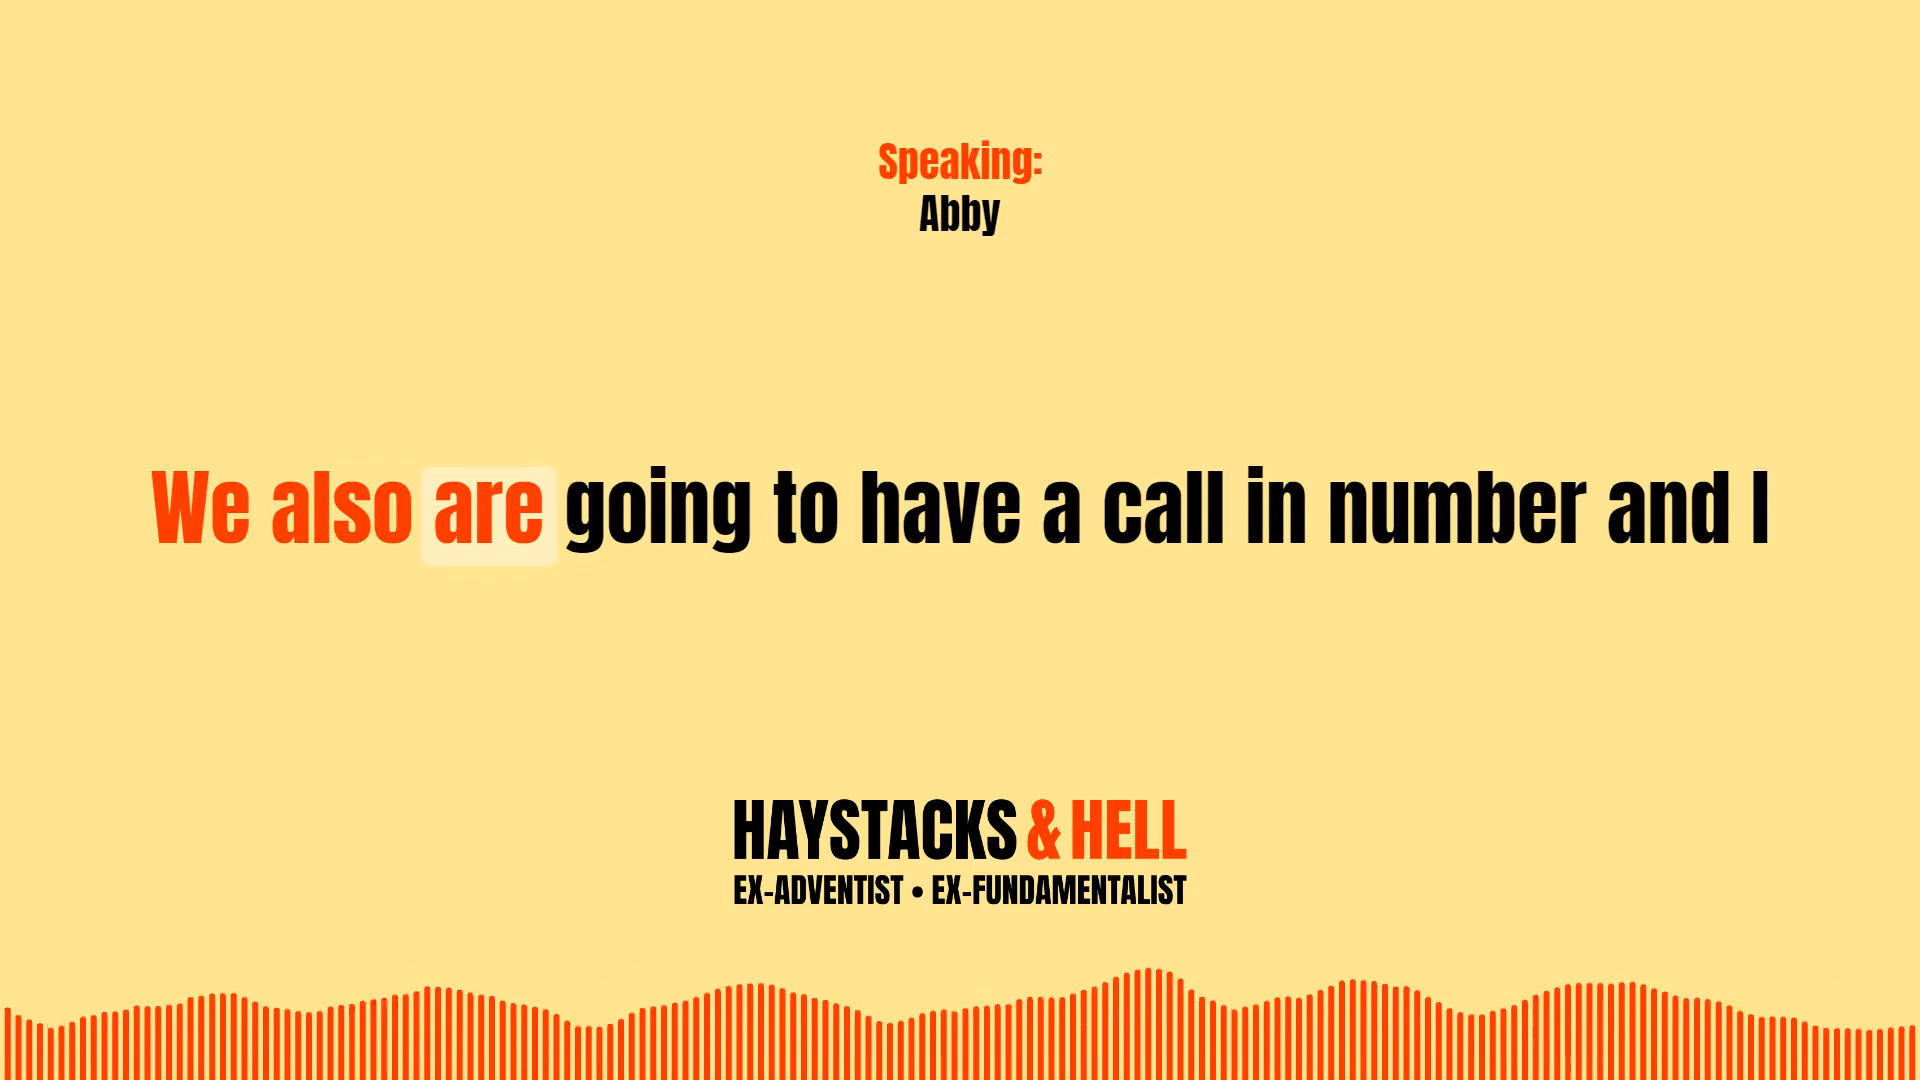 Speaking:
Abby
We also are going to have a call in number and I
HAYSTACKS & HELL
EX-ADVENTIST • EX-FUNDAMENTALIST